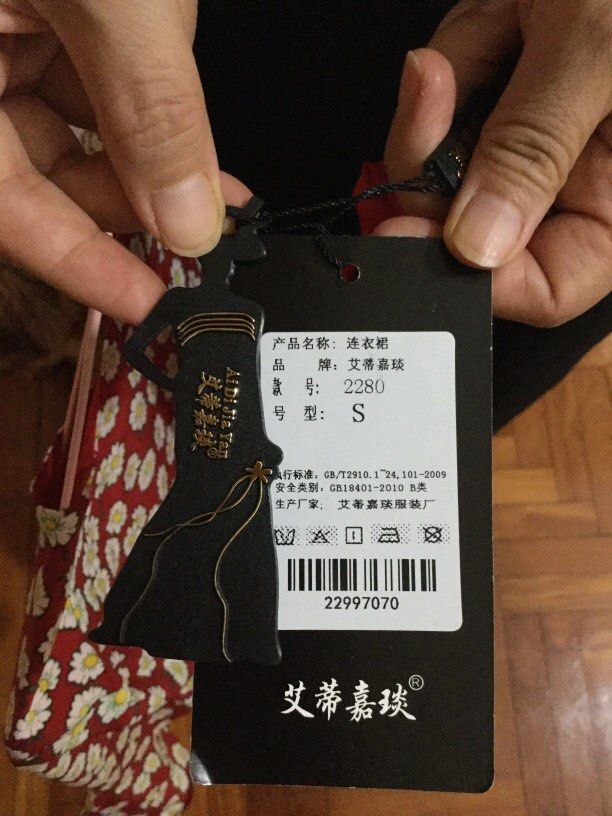 产品名称: 连衣裙
品 牌: 艾蒂嘉琰
款 号: 2280
号 型: S
执行标准: GB/T2910.1~24,101-2009
安全类别: GB18401-2010 B类
生产厂家; 艾蒂嘉琰服装厂
22997070
艾蒂嘉琰®
AiDiJiaYan
艾蒂嘉琰®